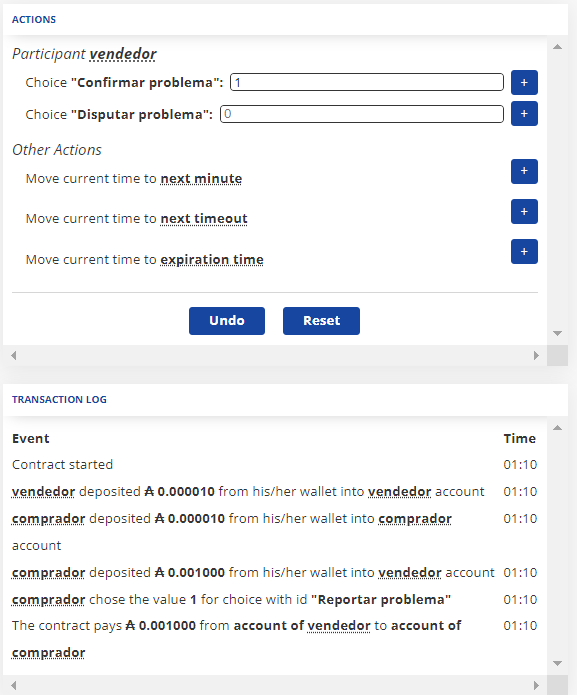 ACTIONS
Participant vendedor
Choice "Confirmar problema": 1 +
Choice "Disputar problema": 0 +
Other Actions
Move current time to next minute +
Move current time to next timeout +
Move current time to expiration time +
Undo Reset
TRANSACTION LOG
Event Time
Contract started 01:10
vendedor deposited ₳ 0.000010 from his/her wallet into vendedor account 01:10
comprador deposited ₳ 0.000010 from his/her wallet into comprador 01:10
account
comprador deposited ₳ 0.001000 from his/her wallet into vendedor account 01:10
comprador chose the value 1 for choice with id "Reportar problema" 01:10
The contract pays ₳ 0.001000 from account of vendedor to account of 01:10
comprador